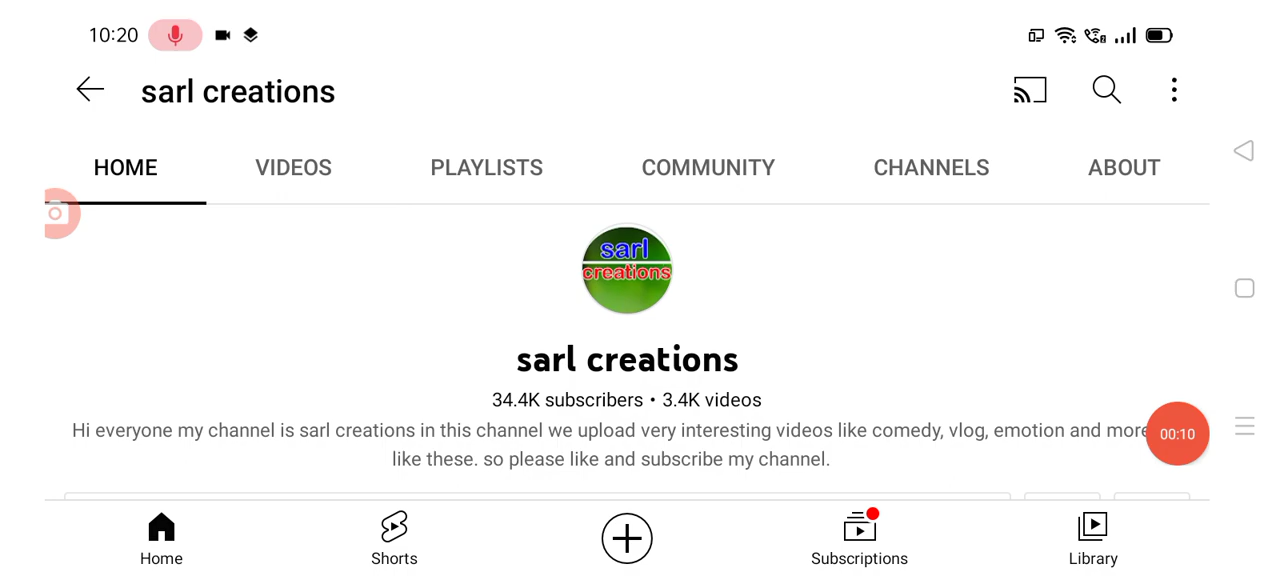 10:20
sarl creations
HOME VIDEOS PLAYLISTS COMMUNITY CHANNELS ABOUT
sarl
creations
sarl creations
34.4K subscribers • 3.4K videos
Hi everyone my channel is sarl creations in this channel we upload very interesting videos like comedy, vlog, emotion and more
like these. so please like and subscribe my channel.
00:10
Home Shorts Subscriptions Library